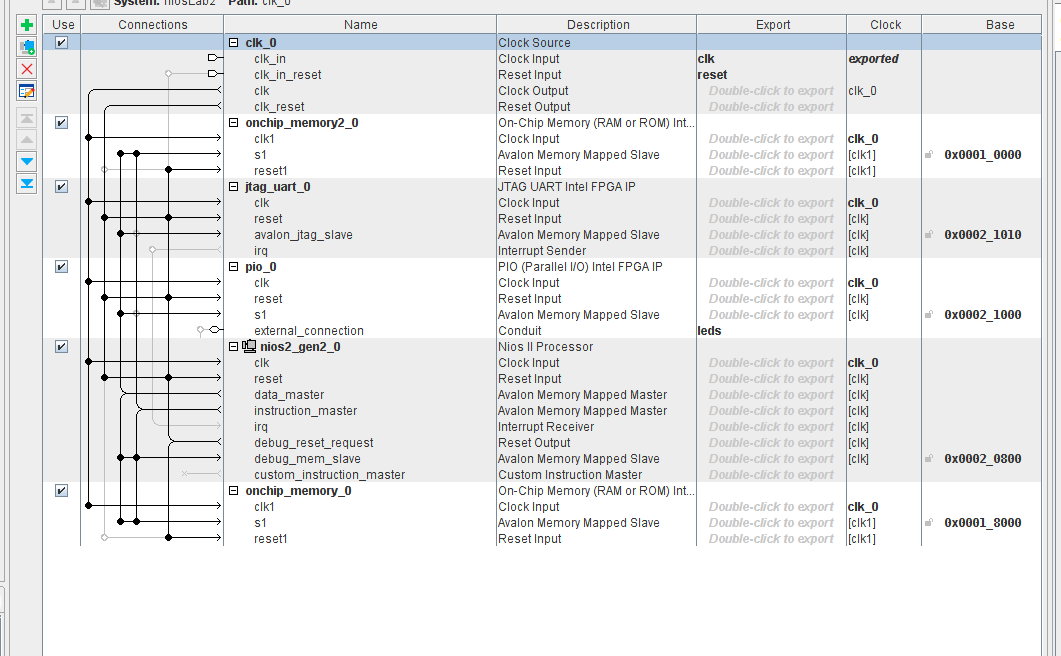 System: niosLab2 Path: clk_0
Use Connections Name Description Export Clock Base
clk_0 Clock Source
clk_in Clock Input clk exported
clk_in_reset Reset Input reset
clk Clock Output Double-click to export clk_0
clk_reset Reset Output Double-click to export
onchip_memory2_0 On-Chip Memory (RAM or ROM) Int...
clk1 Clock Input Double-click to export clk_0
s1 Avalon Memory Mapped Slave Double-click to export [clk1] 0x0001_0000
reset1 Reset Input Double-click to export [clk1]
jtag_uart_0 JTAG UART Intel FPGA IP
clk Clock Input Double-click to export clk_0
reset Reset Input Double-click to export [clk]
avalon_jtag_slave Avalon Memory Mapped Slave Double-click to export [clk] 0x0002_1010
irq Interrupt Sender Double-click to export [clk]
pio_0 PIO (Parallel I/O) Intel FPGA IP
clk Clock Input Double-click to export clk_0
reset Reset Input Double-click to export [clk]
s1 Avalon Memory Mapped Slave Double-click to export [clk] 0x0002_1000
external_connection Conduit leds
nios2_gen2_0 Nios II Processor
clk Clock Input Double-click to export clk_0
reset Reset Input Double-click to export [clk]
data_master Avalon Memory Mapped Master Double-click to export [clk]
instruction_master Avalon Memory Mapped Master Double-click to export [clk]
irq Interrupt Receiver Double-click to export [clk]
debug_reset_request Reset Output Double-click to export [clk]
debug_mem_slave Avalon Memory Mapped Slave Double-click to export [clk] 0x0002_0800
custom_instruction_master Custom Instruction Master Double-click to export
onchip_memory_0 On-Chip Memory (RAM or ROM) Int...
clk1 Clock Input Double-click to export clk_0
s1 Avalon Memory Mapped Slave Double-click to export [clk1] 0x0001_8000
reset1 Reset Input Double-click to export [clk1]